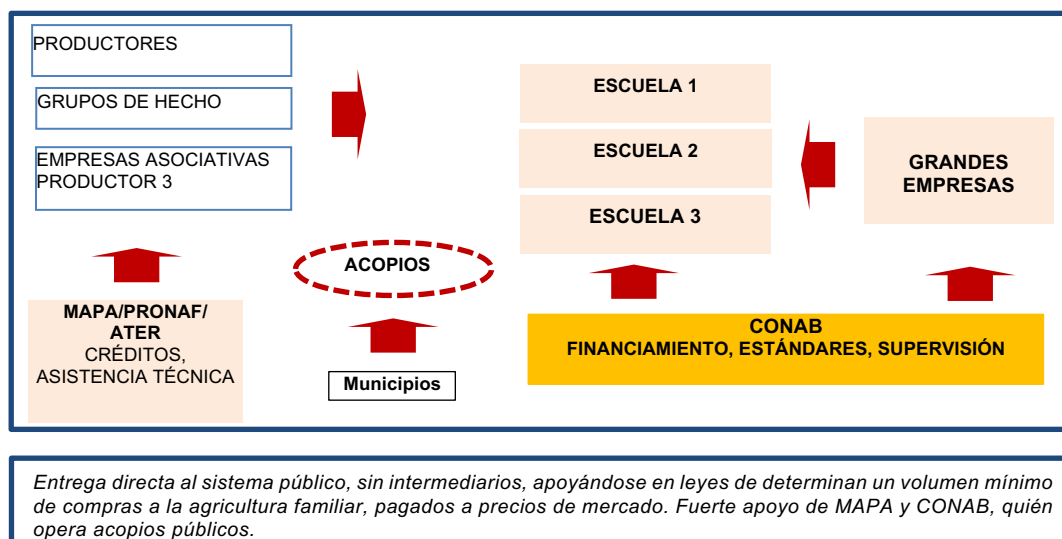 PRODUCTORES
GRUPOS DE HECHO
EMPRESAS ASOCIATIVAS
PRODUCTOR 3
ESCUELA 1
ESCUELA 2
ESCUELA 3
GRANDES
EMPRESAS
ACOPIOS
MAPA/PRONAF/
ATER
CRÉDITOS,
ASISTENCIA TÉCNICA
Municipios
CONAB
FINANCIAMIENTO, ESTÁNDARES, SUPERVISIÓN
Entrega directa al sistema público, sin intermediarios, apoyándose en leyes de determinan un volumen mínimo
de compras a la agricultura familiar, pagados a precios de mercado. Fuerte apoyo de MAPA y CONAB, quién
opera acopios públicos.